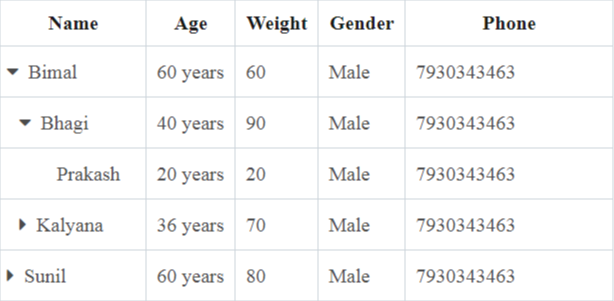 Name Age Weight Gender Phone
Bimal 60 years 60 Male 7930343463
Bhagi 40 years 90 Male 7930343463
Prakash 20 years 20 Male 7930343463
Kalyana 36 years 70 Male 7930343463
Sunil 60 years 80 Male 7930343463